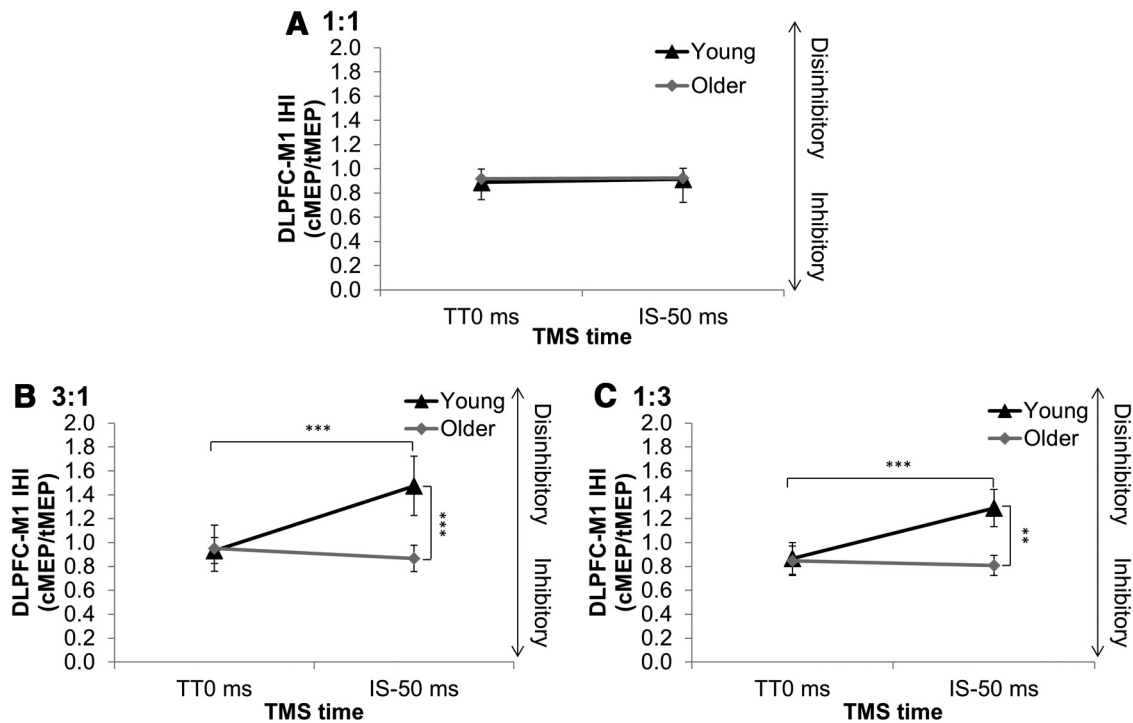 A 1:1
Young
Older
DLPFC-M1 IHI
(cMEP/tMEP)
2.0
1.8
1.6
1.4
1.2
1.0
0.8
0.6
0.4
0.2
0.0
TT0 ms
IS-50 ms
TMS time
Disinhibitory
Inhibitory
B 3:1
Young
Older
DLPFC-M1 IHI
(cMEP/tMEP)
2.0
1.8
1.6
1.4
1.2
1.0
0.8
0.6
0.4
0.2
0.0
***
***
TT0 ms
IS-50 ms
TMS time
Disinhibitory
Inhibitory
C 1:3
Young
Older
DLPFC-M1 IHI
(cMEP/tMEP)
2.0
1.8
1.6
1.4
1.2
1.0
0.8
0.6
0.4
0.2
0.0
***
**
TT0 ms
IS-50 ms
TMS time
Disinhibitory
Inhibitory